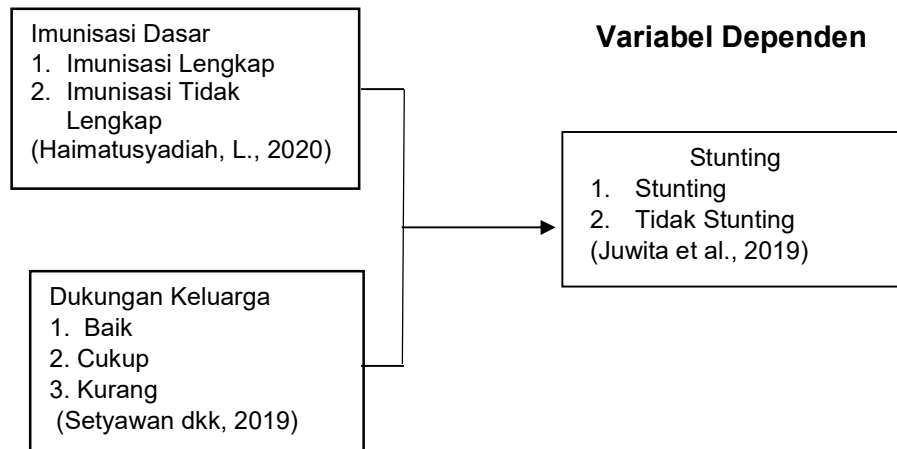 Imunisasi Dasar
1. Imunisasi Lengkap
2. Imunisasi Tidak
Lengkap
(Haimatusyadiah, L., 2020)
Variabel Dependen
Stunting
1. Stunting
2. Tidak Stunting
(Juwita et al., 2019)
Dukungan Keluarga
1. Baik
2. Cukup
3. Kurang
(Setyawan dkk, 2019)